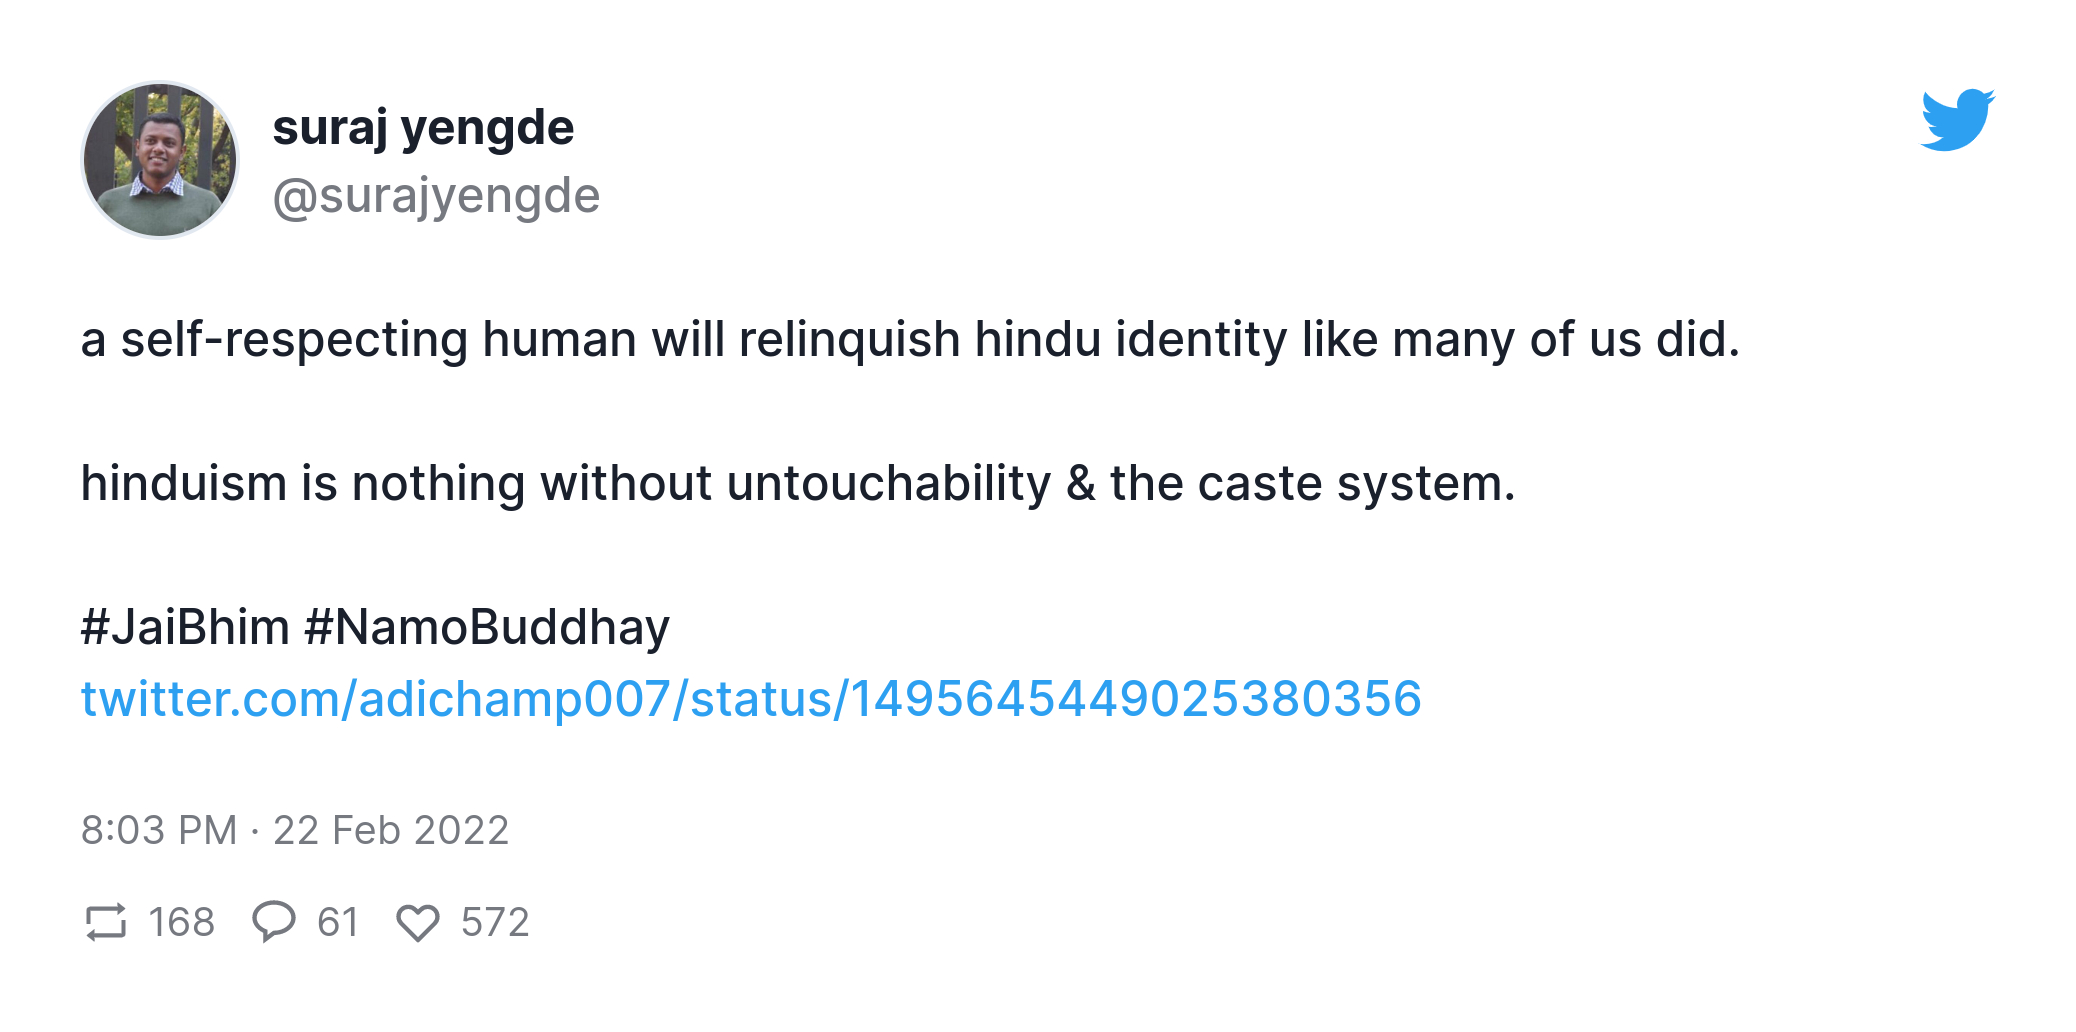 suraj yengde
@surajyengde
a self-respecting human will relinquish hindu identity like many of us did.
hinduism is nothing without untouchability & the caste system.
#JaiBhim #NamoBuddhay
twitter.com/adichamp007/status/1495645449025380356
8:03 PM · 22 Feb 2022
168 61 572